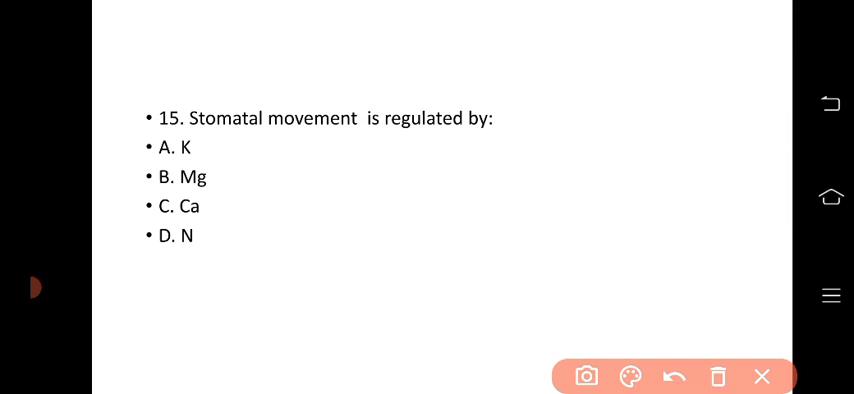 • 15. Stomatal movement  is regulated by:
• A. K
• B. Mg
• C. Ca
• D. N